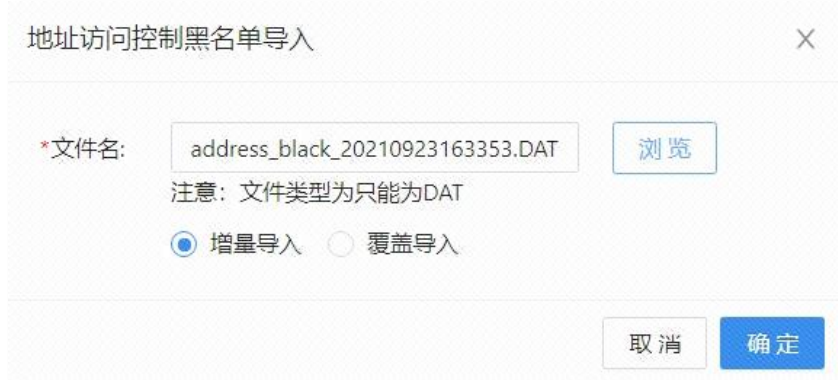 地址访问控制黑名单导入
*文件名: address_black_20210923163353.DAT 浏览
注意：文件类型为只能为DAT
增量导入 覆盖导入
取消 确定